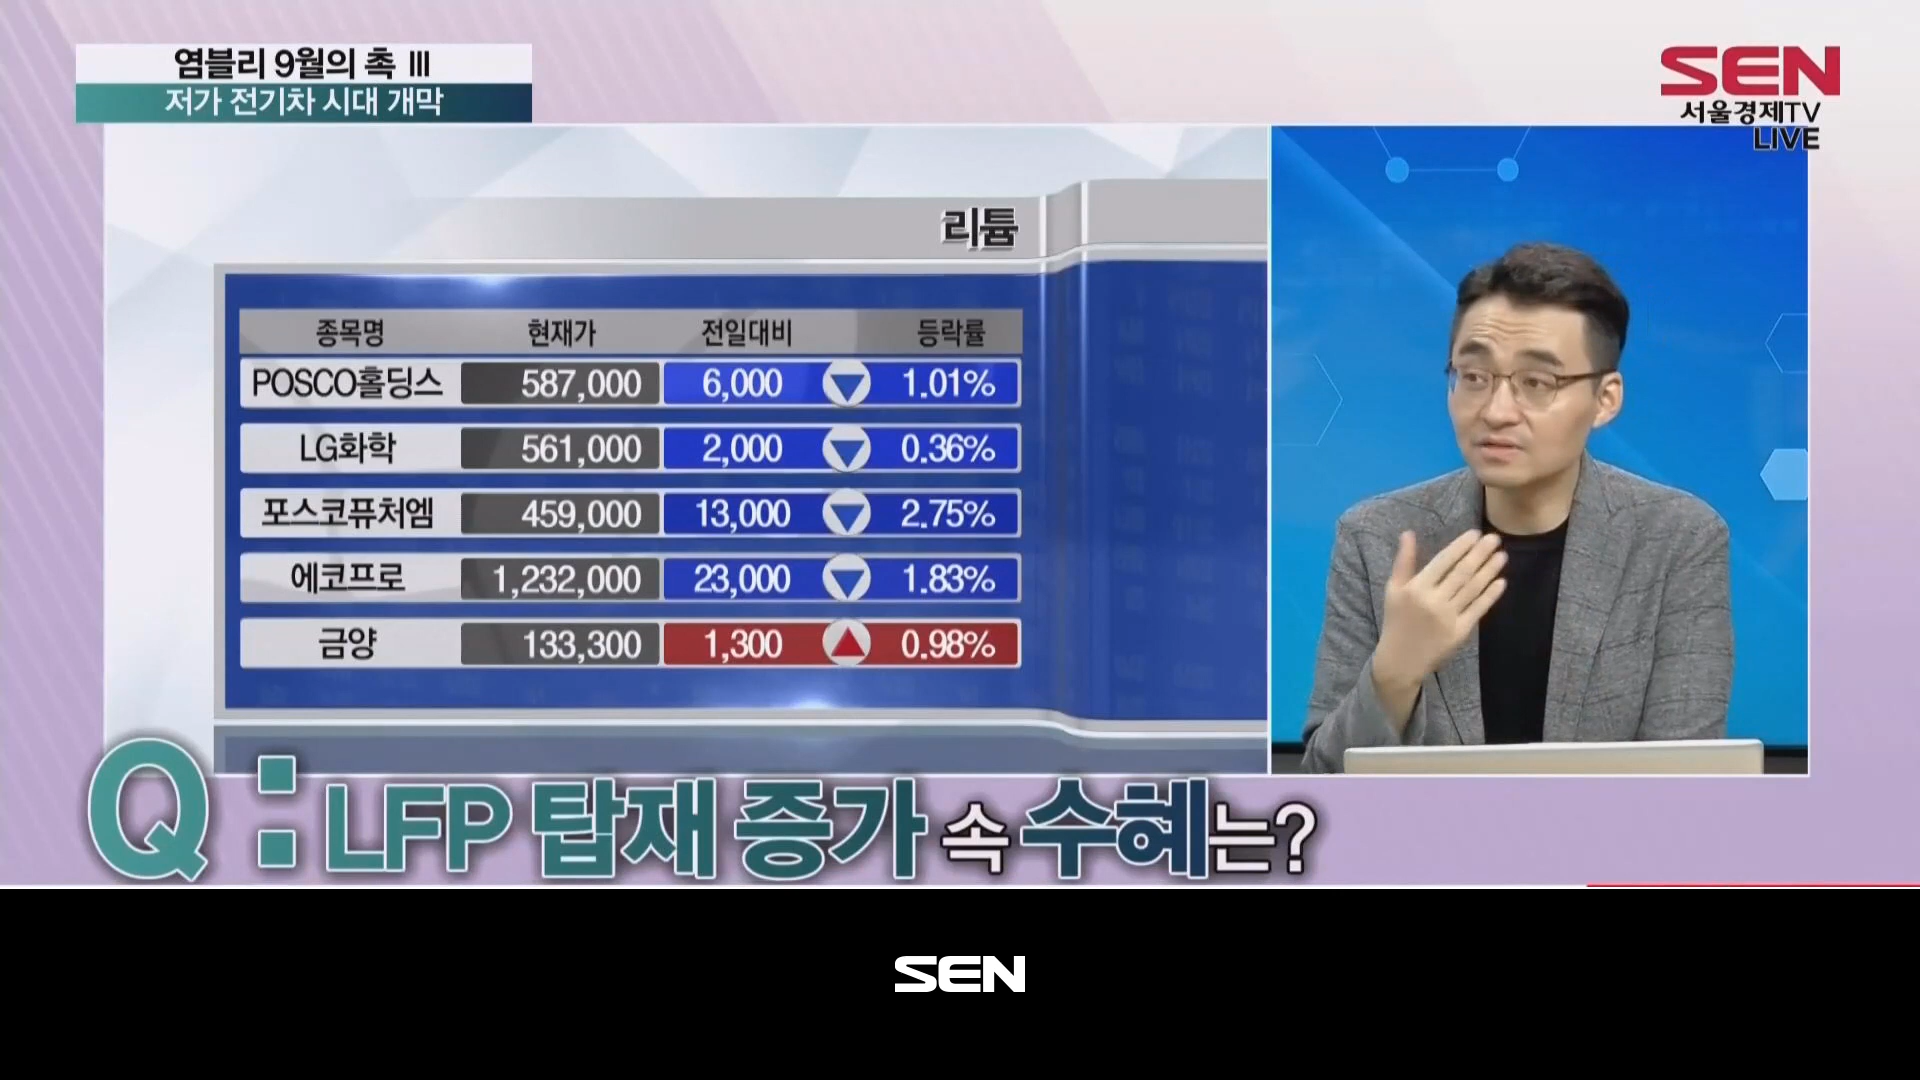 염블리 9월의 촉 Ⅲ
저가 전기차 시대 개막
SEN
서울경제TV
LIVE
리튬
종목명 현재가 전일대비 등락률
POSCO홀딩스 587,000 6,000 ▼ 1.01%
LG화학 561,000 2,000 ▼ 0.36%
포스코퓨처엠 459,000 13,000 ▼ 2.75%
에코프로 1,232,000 23,000 ▼ 1.83%
금양 133,300 1,300 ▲ 0.98%
Q : LFP 탑재 증가 속 수혜는?
SEN